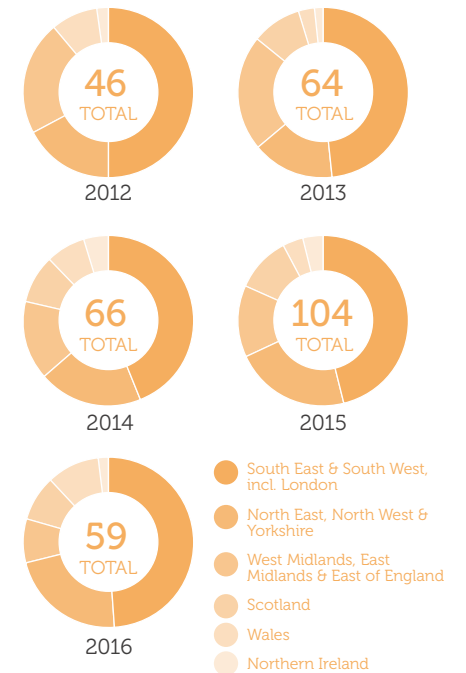 46
TOTAL
2012
64
TOTAL
2013
66
TOTAL
2014
104
TOTAL
2015
59
TOTAL
2016
South East & South West,
incl. London
North East, North West &
Yorkshire
West Midlands, East
Midlands & East of England
Scotland
Wales
Northern Ireland